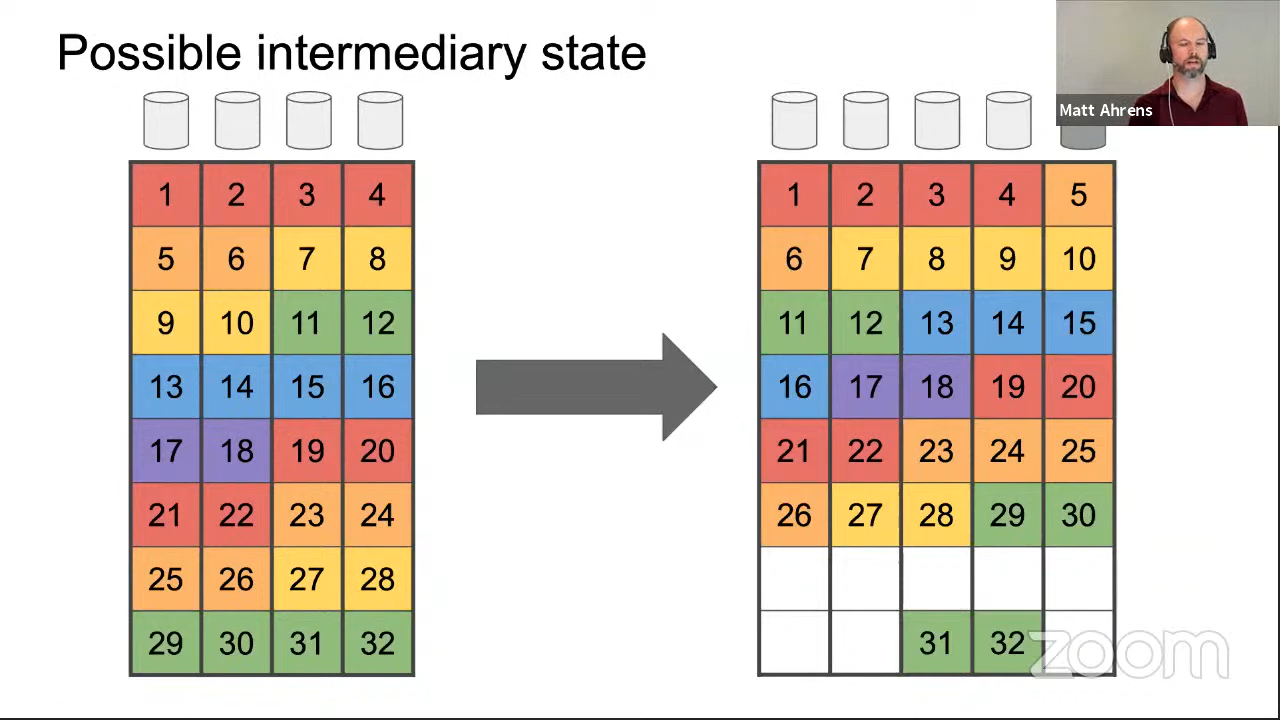 Possible intermediary state
Matt Ahrens
1 2 3 4
5 6 7 8
9 10 11 12
13 14 15 16
17 18 19 20
21 22 23 24
25 26 27 28
29 30 31 32
1 2 3 4 5
6 7 8 9 10
11 12 13 14 15
16 17 18 19 20
21 22 23 24 25
26 27 28 29 30
31 32
zoom